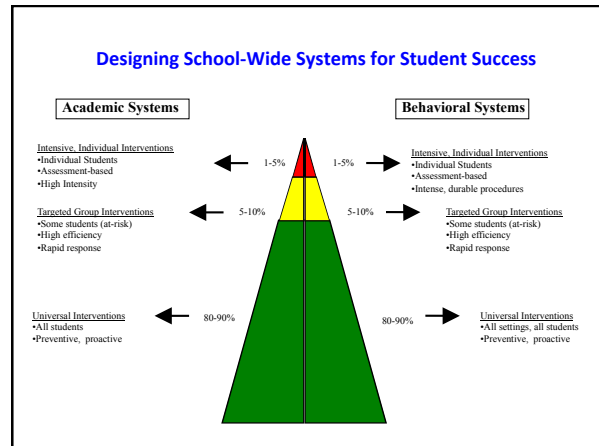 Designing School-Wide Systems for Student Success
Academic Systems
Behavioral Systems
Intensive, Individual Interventions
•Individual Students
•Assessment-based
•High Intensity
1-5%
1-5%
Intensive, Individual Interventions
•Individual Students
•Assessment-based
•Intense, durable procedures
Targeted Group Interventions
•Some students (at-risk)
•High efficiency
•Rapid response
5-10%
5-10%
Targeted Group Interventions
•Some students (at-risk)
•High efficiency
•Rapid response
Universal Interventions
•All students
•Preventive, proactive
80-90%
80-90%
Universal Interventions
•All settings, all students
•Preventive, proactive